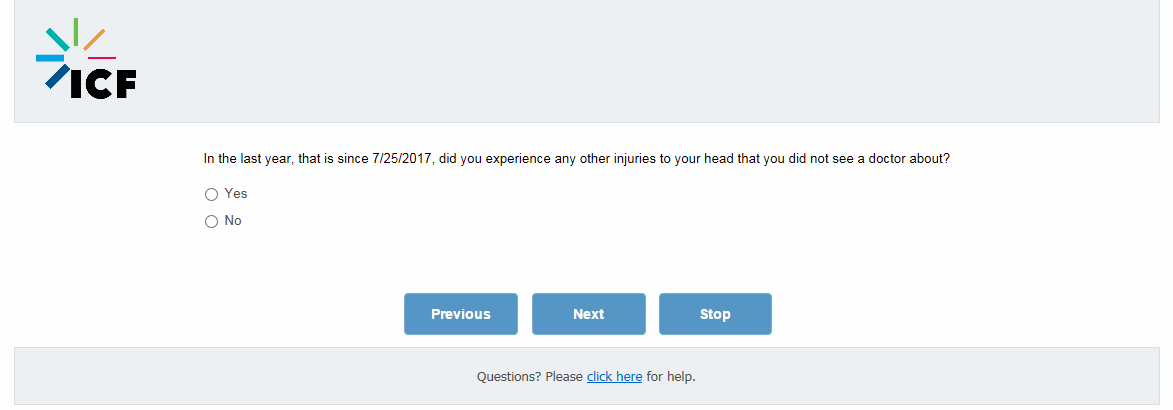 ICF
In the last year, that is since 7/25/2017, did you experience any other injuries to your head that you did not see a doctor about?
Yes
No
Previous Next Stop
Questions? Please click here for help.